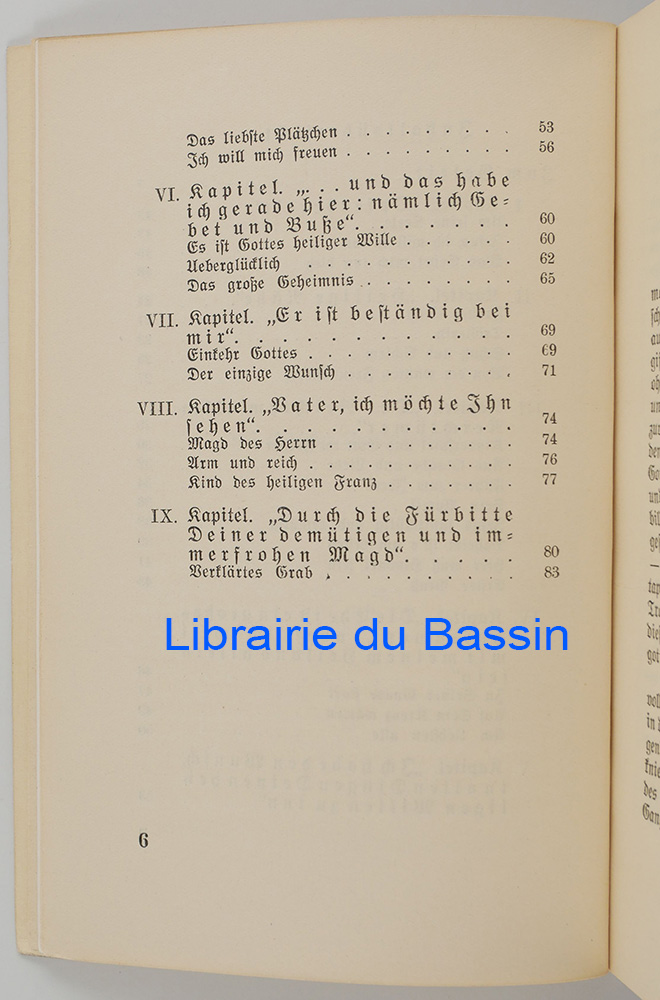 Das liebste Plätzchen . . . . . . . . . 53
Ich will mich freuen . . . . . . . . . 56
VI. Kapitel. „. . . und das habe
ich gerade hier: nämlich Ge=
bet und Buße“. . . . . . . 60
Es ist Gottes heiliger Wille . . . . . . 60
Ueberglücklich . . . . . . . . . . 62
Das große Geheimnis . . . . . . . . 65
VII. Kapitel. „Er ist beständig bei
mir“. . . . . . . . . . . . 69
Einkehr Gottes . . . . . . . . . . 69
Der einzige Wunsch . . . . . . . . . 71
VIII. Kapitel. „Vater, ich möchte Ihn
sehen“. . . . . . . . . . . 74
Magd des Herrn . . . . . . . . . . 74
Arm und reich . . . . . . . . . . 76
Kind des heiligen Franz . . . . . . . 77
IX. Kapitel. „Durch die Fürbitte
Deiner demütigen und im=
merfrohen Magd“. . . . . 80
Verklärtes Grab . . . . . . . . . . 83
Librairie du Bassin
6